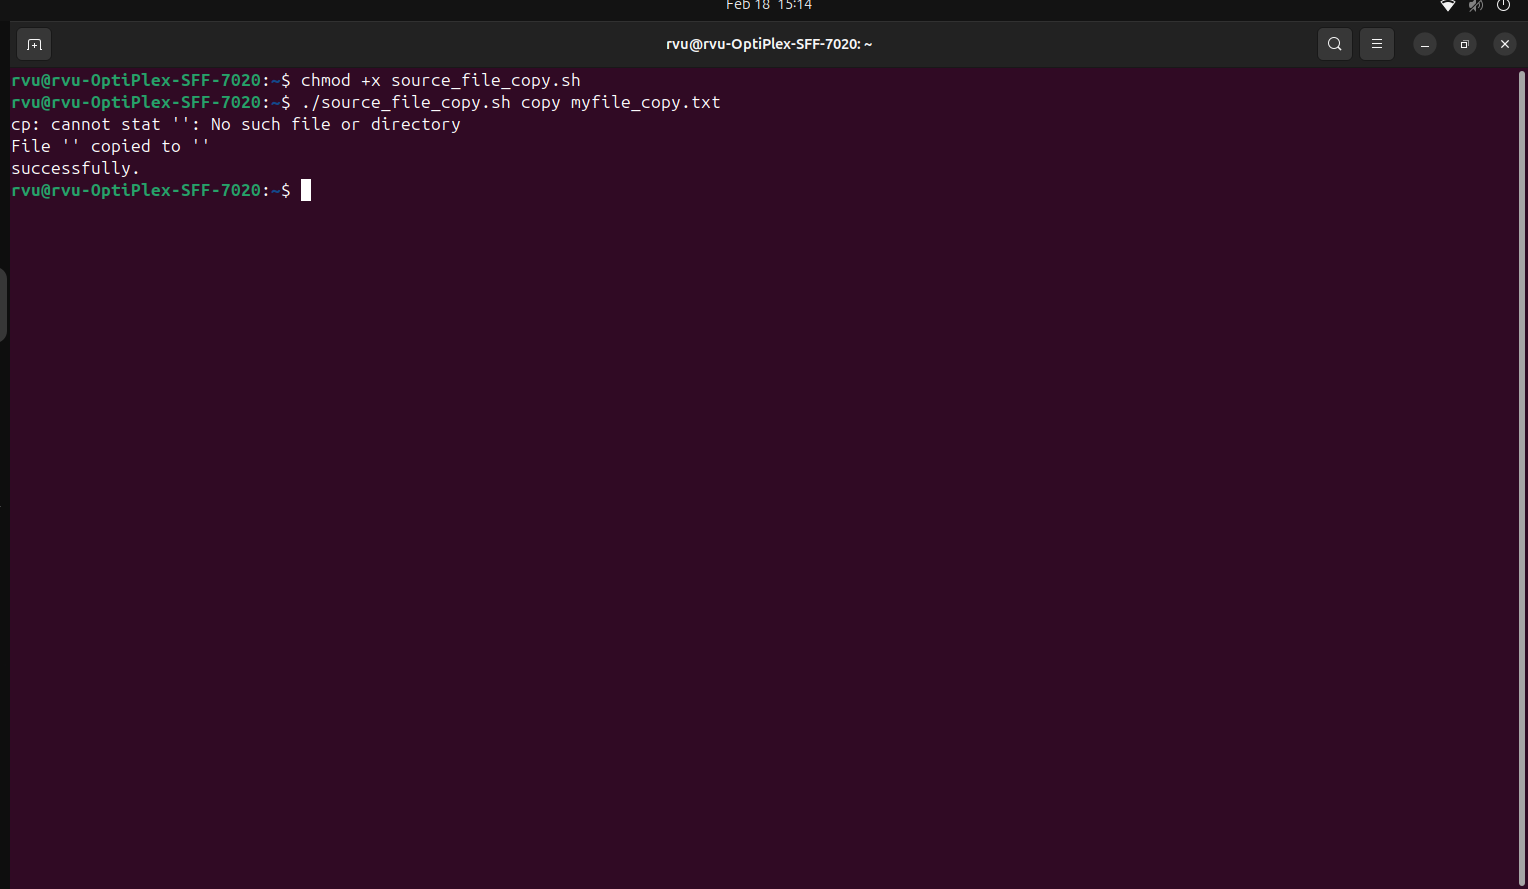 Feb 18 15:14
rvu@rvu-OptiPlex-SFF-7020: ~
rvu@rvu-OptiPlex-SFF-7020:~$ chmod +x source_file_copy.sh
rvu@rvu-OptiPlex-SFF-7020:~$ ./source_file_copy.sh copy myfile_copy.txt
cp: cannot stat '': No such file or directory
File '' copied to ''
successfully.
rvu@rvu-OptiPlex-SFF-7020:~$